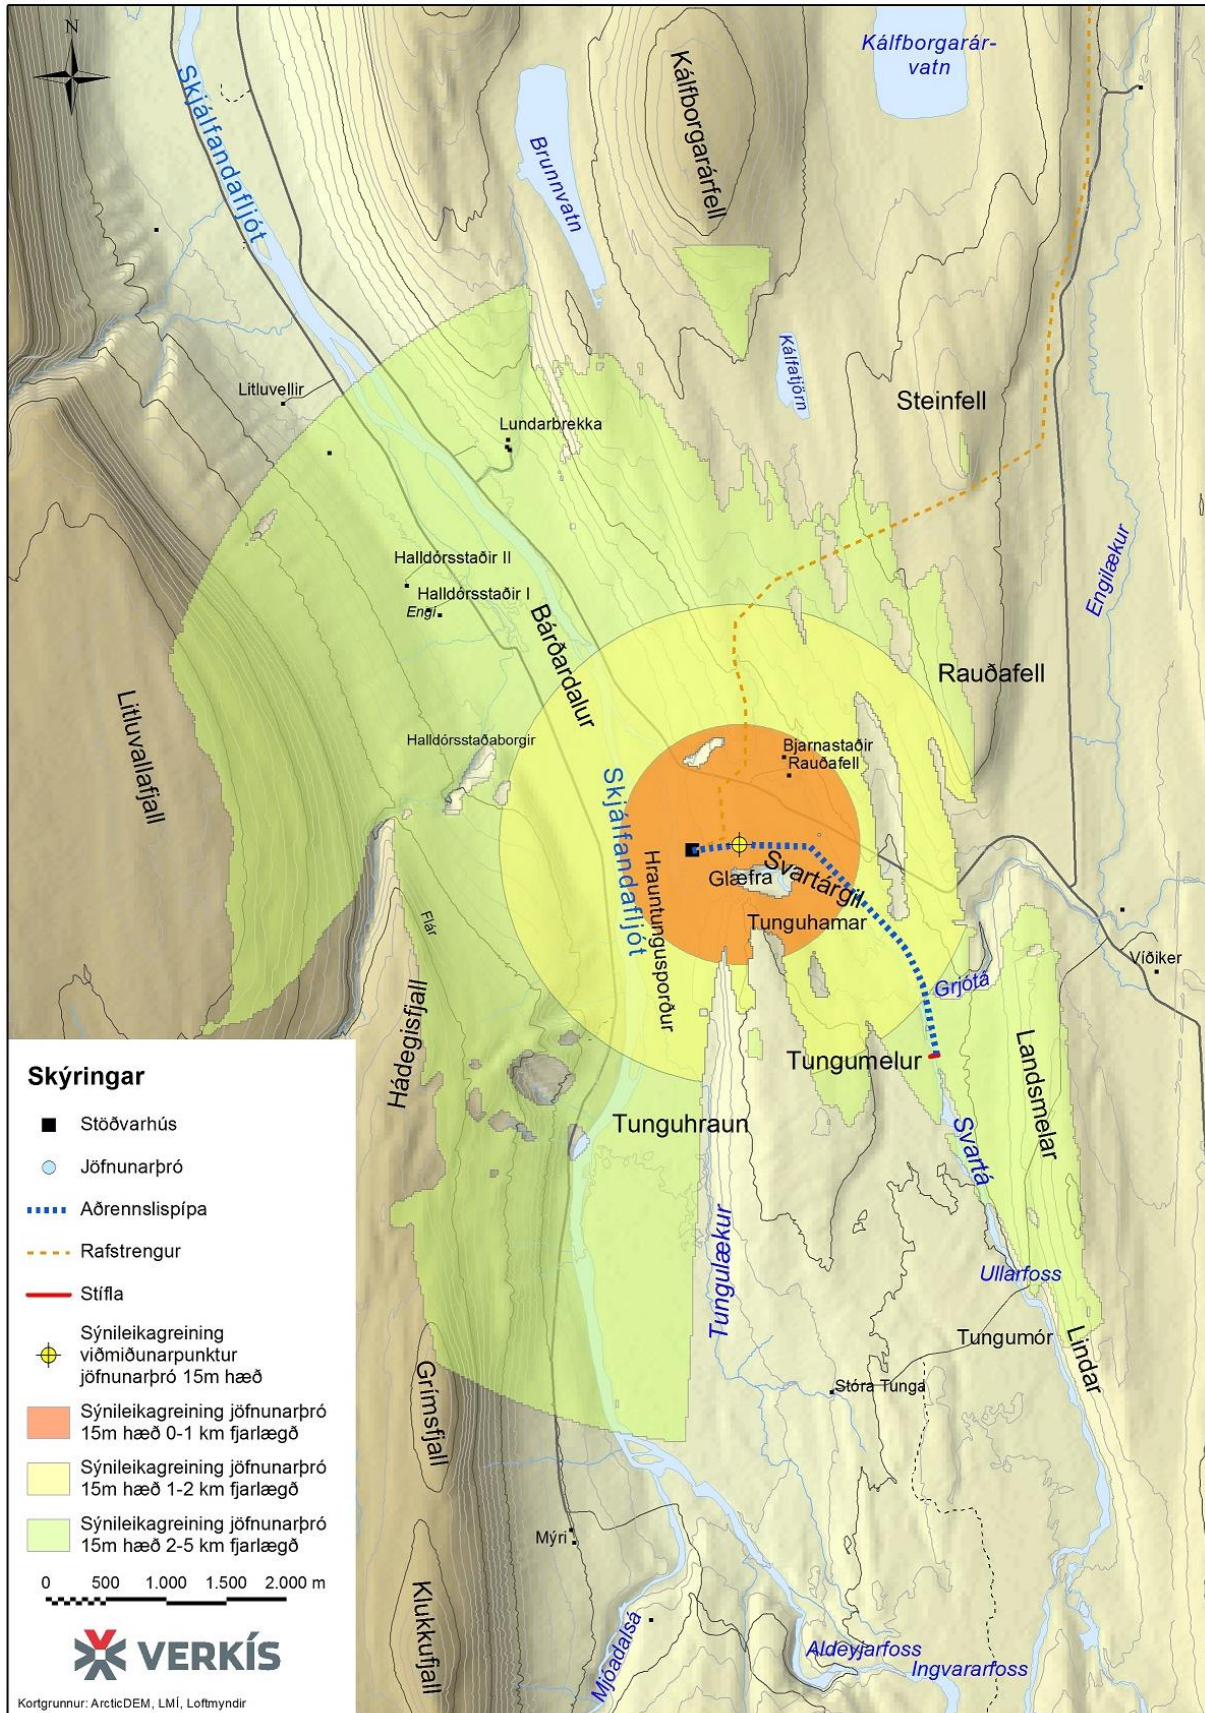 N
Kálfborgarár-
vatn
Skjálfandafljót
Kálfborgarárfell
Brunnvatn
Kálfatjörn
Litluvellir
Steinfell
Lundarbrekka
Engilækur
Halldórsstaðir II
Halldórsstaðir I
Engi
Bárðardalur
Rauðafell
Litluvallafjall
Halldórsstaðaborgir
Bjarnastaðir
Rauðafell
Skjálfandafljót
Hrauntungusporður
Glæfra
Svartárgil
Tunguhamar
Flár
Víðiker
Grjótá
Hádegisfjall
Landsmelar
Tungumelur
Tunguhraun
Svartá
Tungulækur
Ullarfoss
Tungumór
Lindar
Grímsfjall
Stóra Tunga
Mýri
Klukkufjall
Mjóadalsá
Aldeyjarfoss
Ingvararfoss
Skýringar
Stöðvarhús
Jöfnunarþró
Aðrennslispípa
Rafstrengur
Stífla
Sýnileikagreining
viðmiðunarpunktur
jöfnunarþró 15m hæð
Sýnileikagreining jöfnunarþró
15m hæð 0-1 km fjarlægð
Sýnileikagreining jöfnunarþró
15m hæð 1-2 km fjarlægð
Sýnileikagreining jöfnunarþró
15m hæð 2-5 km fjarlægð
0 500 1.000 1.500 2.000 m
VERKÍS
Kortgrunnur: ArcticDEM, LMÍ, Loftmyndir